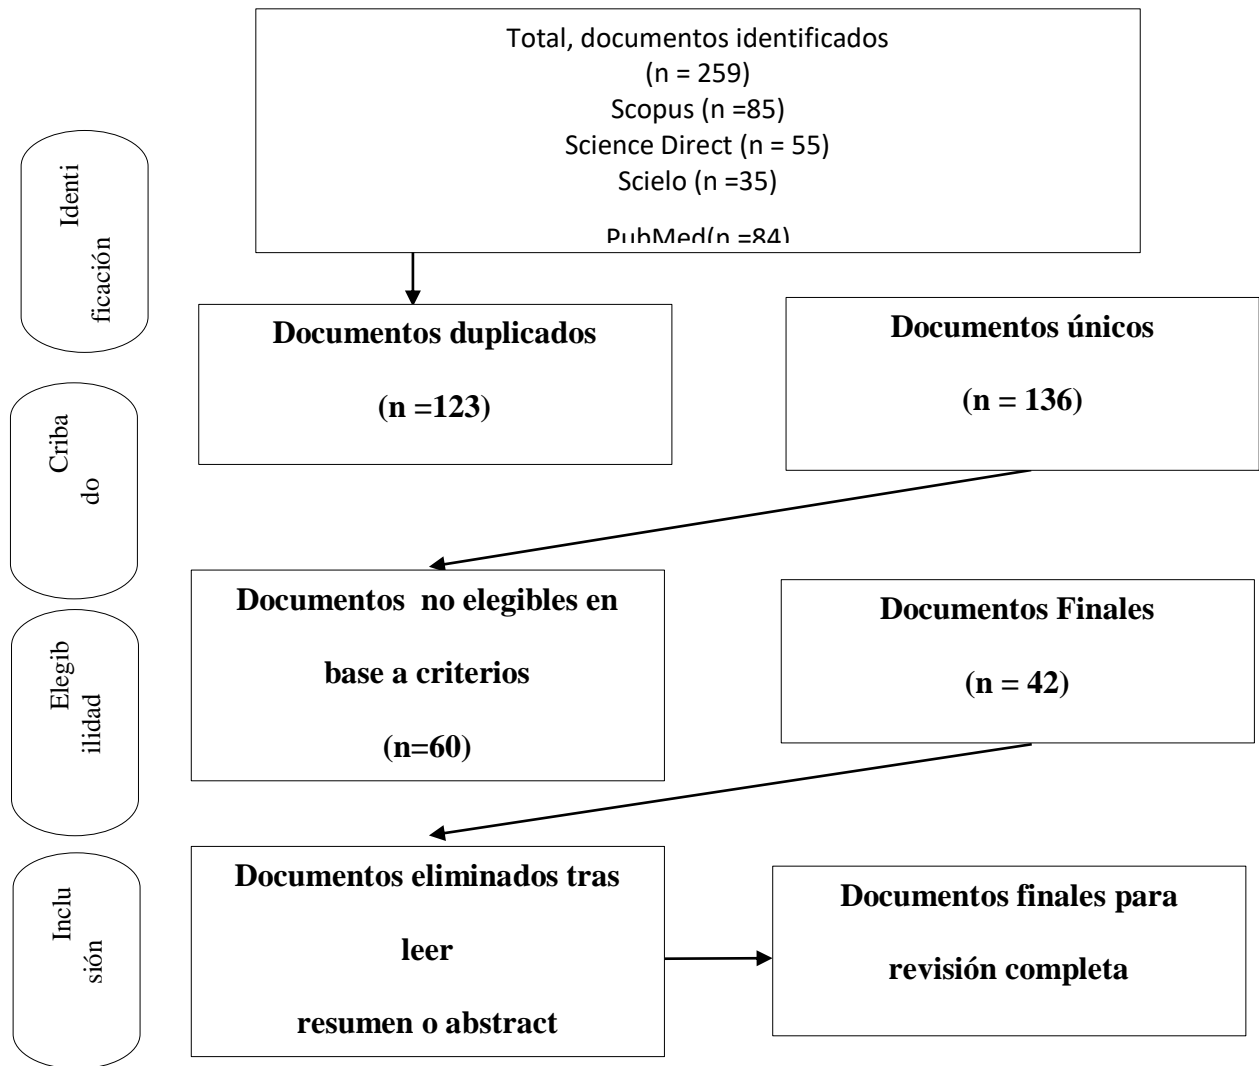 Total, documentos identificados
(n = 259)
Scopus (n =85)
Science Direct (n = 55)
Scielo (n =35)
PubMed(n =84)
Identi
ficación
Documentos duplicados
(n =123)
Documentos únicos
(n = 136)
Criba
do
Documentos no elegibles en
base a criterios
(n=60)
Documentos Finales
(n = 42)
Elegib
ilidad
Documentos eliminados tras
leer
resumen o abstract
Documentos finales para
revisión completa
Inclu
sión